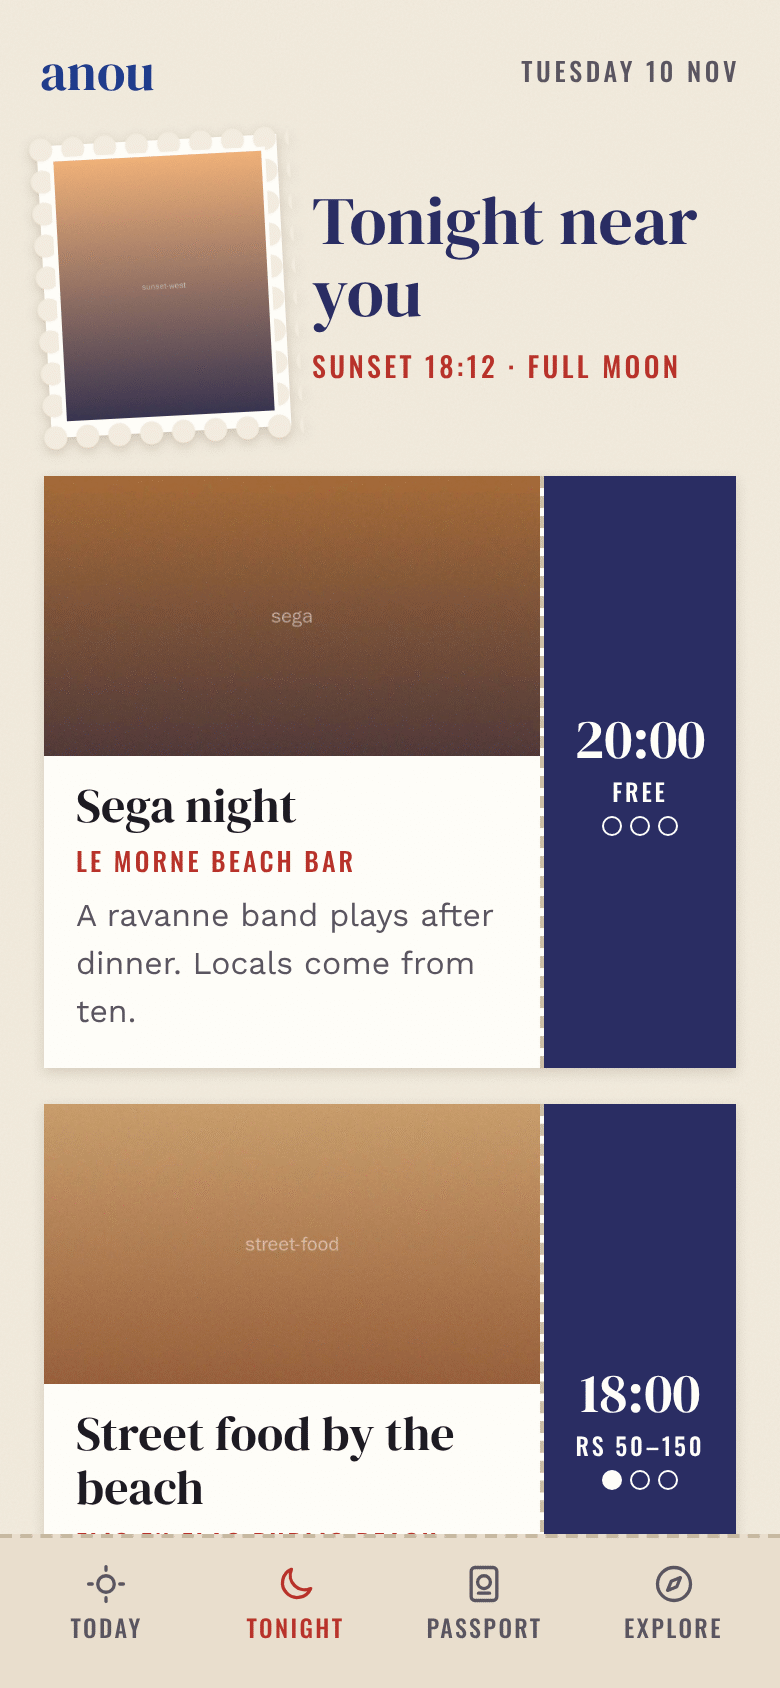 anou
TUESDAY 10 NOV
sunset-west
Tonight near
you
SUNSET 18:12 · FULL MOON
sega
20:00
FREE
Sega night
LE MORNE BEACH BAR
A ravanne band plays after
dinner. Locals come from
ten.
street-food
18:00
RS 50–150
Street food by the
beach
TODAY
TONIGHT
PASSPORT
EXPLORE